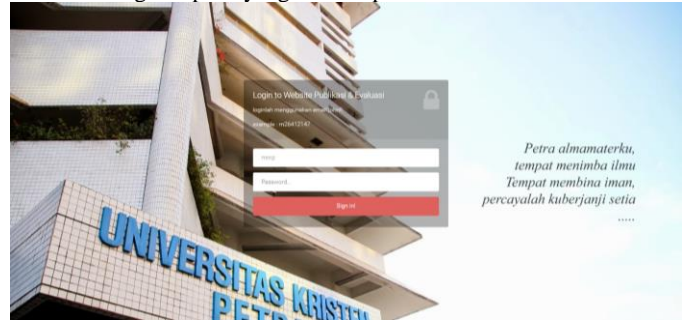 Login to Website Publikasi & Evaluasi
example : m26412147
Password...
Sign in!
Petra almamaterku,
tempat menimba ilmu
Tempat membina iman,
percayalah kuberjanji setia
.....
UNIVERSITAS KRISTEN
PETRA